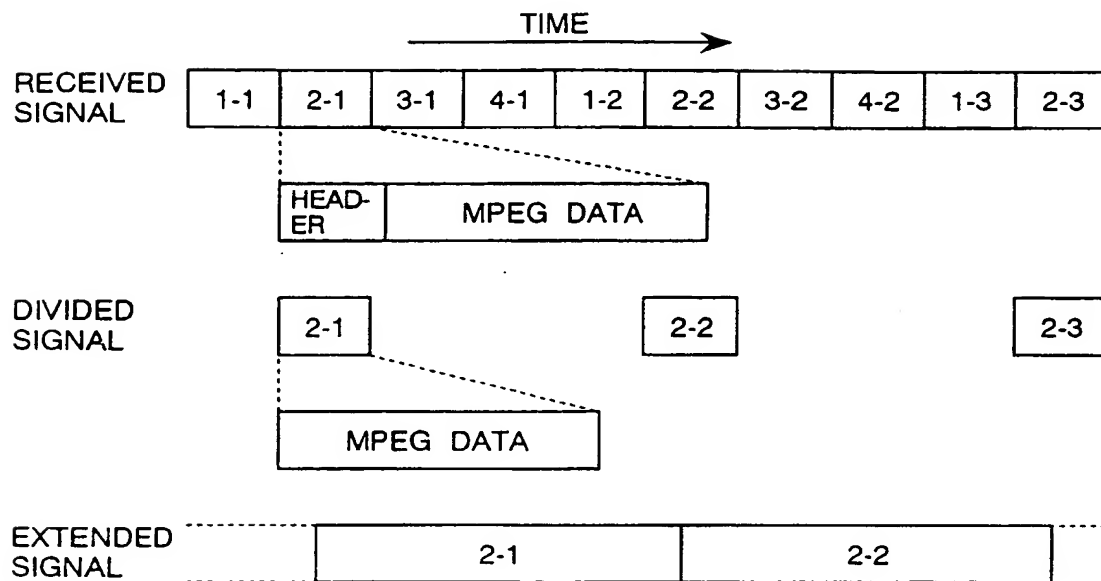 TIME
RECEIVED
SIGNAL
1-1 2-1 3-1 4-1 1-2 2-2 3-2 4-2 1-3 2-3
HEAD-
ER
MPEG DATA
DIVIDED
SIGNAL
2-1 2-2 2-3
MPEG DATA
EXTENDED
SIGNAL
2-1 2-2